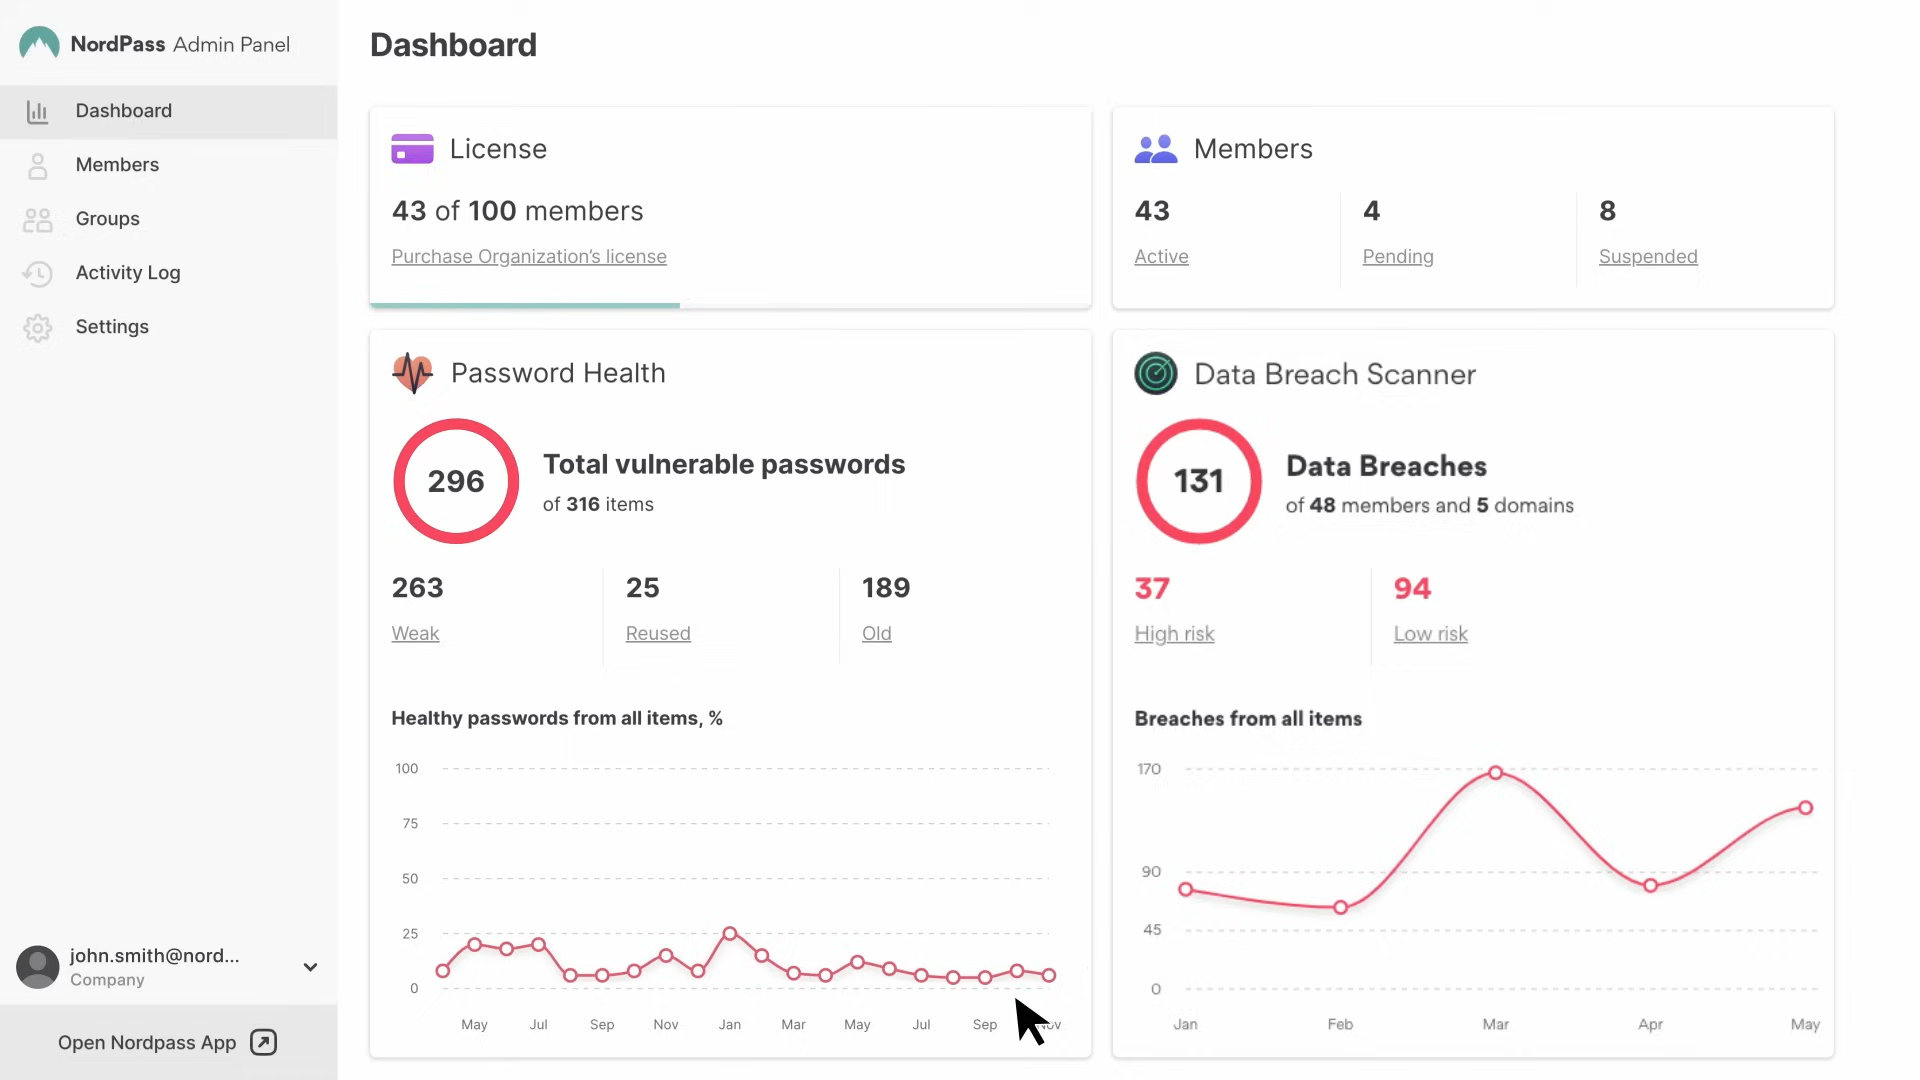 NordPass Admin Panel
Dashboard
Members
Groups
Activity Log
Settings
john.smith@nord...
Company
Open Nordpass App
Dashboard
License
43 of 100 members
Purchase Organization's license
Members
43
4
8
Active
Pending
Suspended
Password Health
296
Total vulnerable passwords
of 316 items
263
25
189
Weak
Reused
Old
Healthy passwords from all items, %
100
75
50
25
0
May
Jul
Sep
Nov
Jan
Mar
May
Jul
Sep
Data Breach Scanner
131
Data Breaches
of 48 members and 5 domains
37
94
High risk
Low risk
Breaches from all items
170
90
45
0
Jan
Feb
Mar
Apr
May